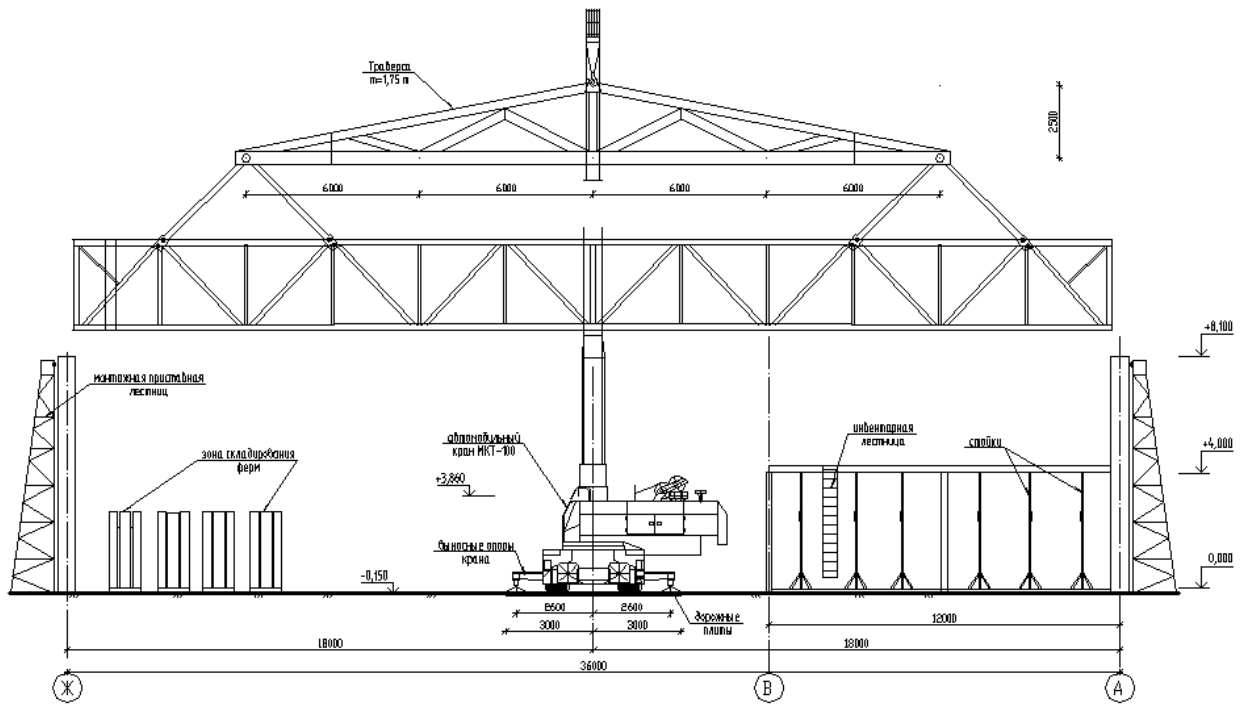 Траверса
m=1,75 т
2500
6000
6000
6000
6000
+8,100
монтажная приставная
лестниц
автомобильный
кран МКТ-100
инвентарная
лестница
стойки
зона складирования
ферм
+4,000
+3,860
выносные опоры
крана
-0,150
0,000
2600
2600
дорожные
плиты
3000
3000
12000
18000
18000
36000
Ж
В
А